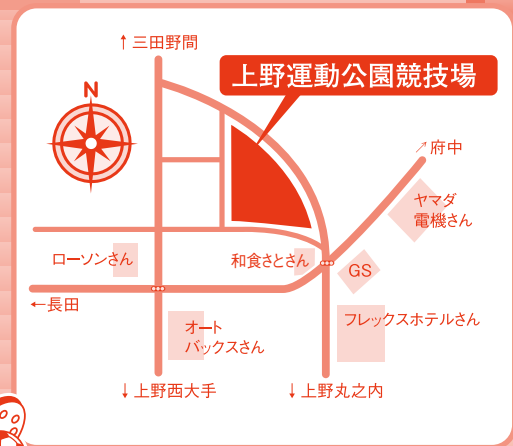 ↑ 三田野間
上野運動公園競技場
N
↗府中
ヤマダ
電機さん
ローソンさん
和食さとさん
GS
←長田
フレックスホテルさん
オート
バックスさん
↓上野西大手
↓上野丸之内